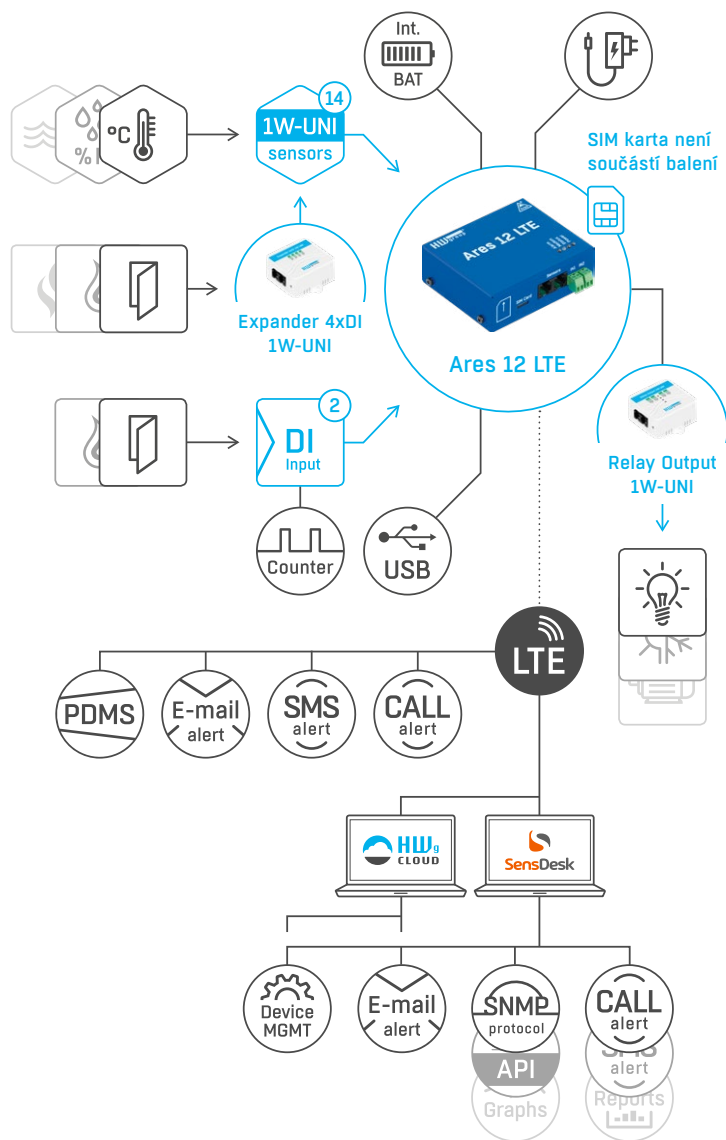 Int.
BAT
14
1W-UNI
sensors
°C
%
SIM karta není
součástí balení
HWg
Ares 12 LTE
Ares 12 LTE
Expander 4xDI
1W-UNI
2
DI
Input
Counter
USB
Relay Output
1W-UNI
LTE
PDMS
E-mail
alert
SMS
alert
CALL
alert
HWg
CLOUD
SensDesk
Device
MGMT
E-mail
alert
SNMP
protocol
CALL
alert
API
SMS
alert
Graphs
Reports